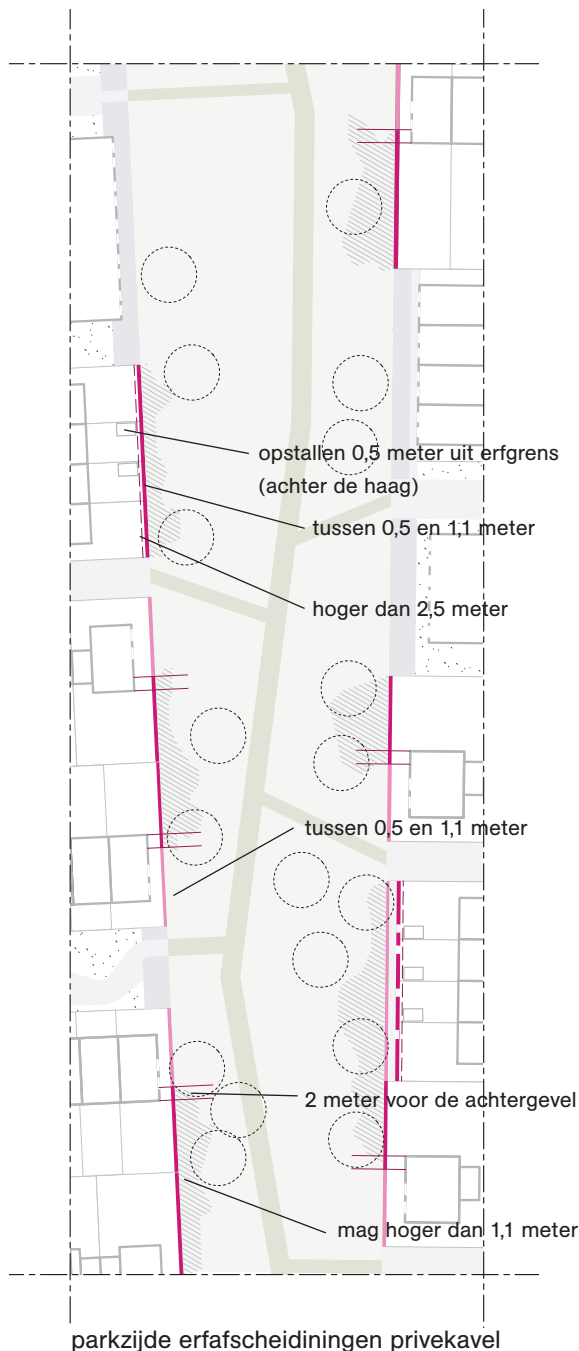 opstallen 0,5 meter uit erfgrens
(achter de haag)
tussen 0,5 en 1,1 meter
hoger dan 2,5 meter
tussen 0,5 en 1,1 meter
2 meter voor de achtergevel
mag hoger dan 1,1 meter
parkzijde erfafscheidiningen privekavel